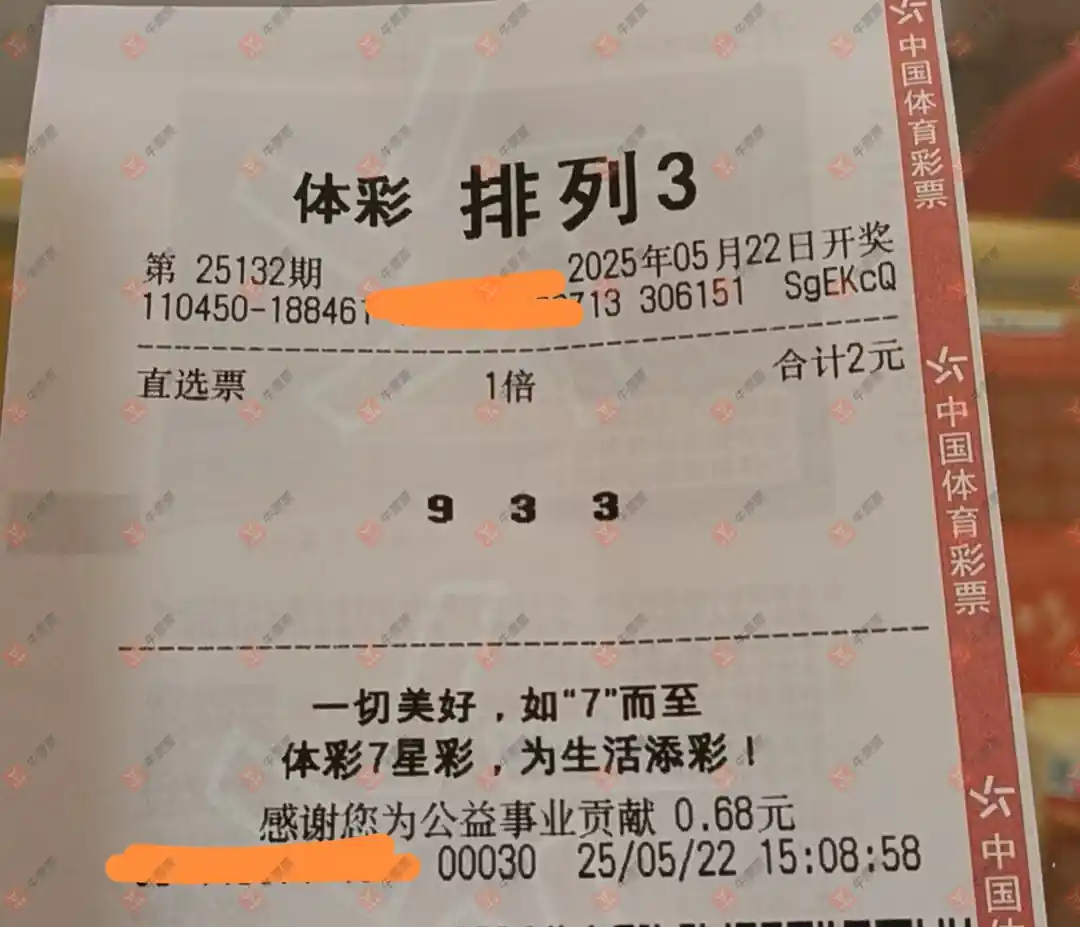 体彩 排列3
第 25132期 2025年05月22日开奖
110450-188461 713 306151 SgEKcQ
直选票 1倍 合计2元
9 3 3
一切美好，如“7”而至
体彩7星彩，为生活添彩！
感谢您为公益事业贡献 0.68元
00030 25/05/22 15:08:58
中国体育彩票
中国体育彩票
中国体